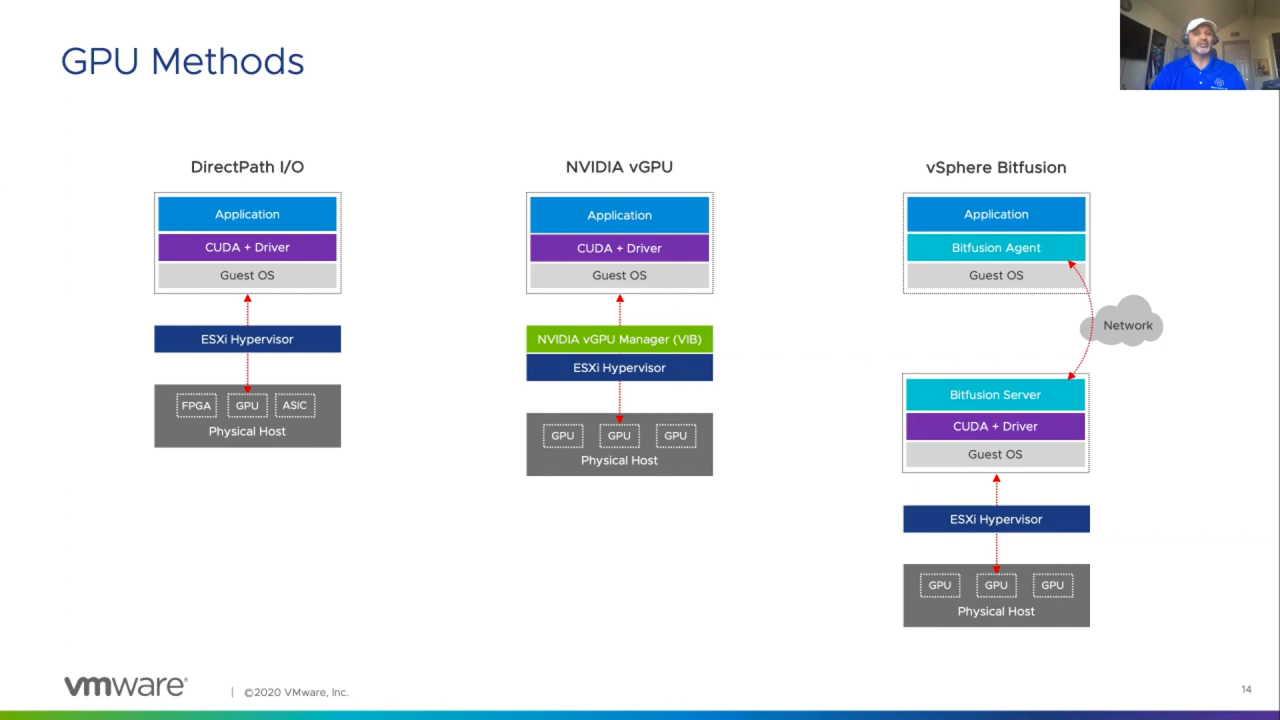 GPU Methods
DirectPath I/O
Application
CUDA + Driver
Guest OS
ESXi Hypervisor
FPGA
GPU
ASIC
Physical Host
NVIDIA vGPU
Application
CUDA + Driver
Guest OS
NVIDIA vGPU Manager (VIB)
ESXi Hypervisor
GPU
GPU
GPU
Physical Host
vSphere Bitfusion
Application
Bitfusion Agent
Guest OS
Network
Bitfusion Server
CUDA + Driver
Guest OS
ESXi Hypervisor
GPU
GPU
GPU
Physical Host
vmware®
©2020 VMware, Inc.
14